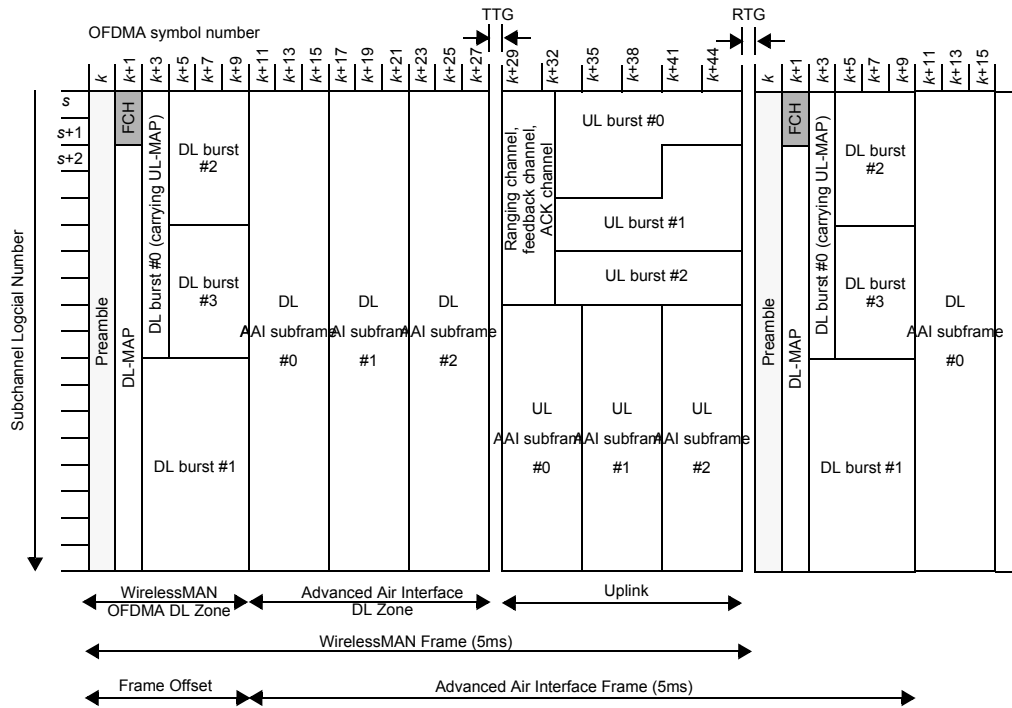 TTG
RTG
OFDMA symbol number
k
k+1
k+3
k+5
k+7
k+9
k+11
k+13
k+15
k+17
k+19
k+21
k+23
k+25
k+27
k+29
k+32
k+35
k+38
k+41
k+44
k
k+1
k+3
k+5
k+7
k+9
k+11
k+13
k+15
s
s+1
s+2
Subchannel Logcial Number
Preamble
FCH
DL-MAP
DL burst #0 (carrying UL-MAP)
DL burst
#2
DL burst
#3
DL burst #1
DL
AAI subframe
#0
DL
AAI subframe
#1
DL
AAI subframe
#2
Ranging channel,
feedback channel,
ACK channel
UL burst #0
UL burst #1
UL burst #2
UL
AAI subframe
#0
UL
AAI subframe
#1
UL
AAI subframe
#2
Preamble
FCH
DL-MAP
DL burst #0 (carrying UL-MAP)
DL burst
#2
DL burst
#3
DL burst #1
DL
AAI subframe
#0
WirelessMAN
OFDMA DL Zone
Advanced Air Interface
DL Zone
Uplink
WirelessMAN Frame (5ms)
Frame Offset
Advanced Air Interface Frame (5ms)